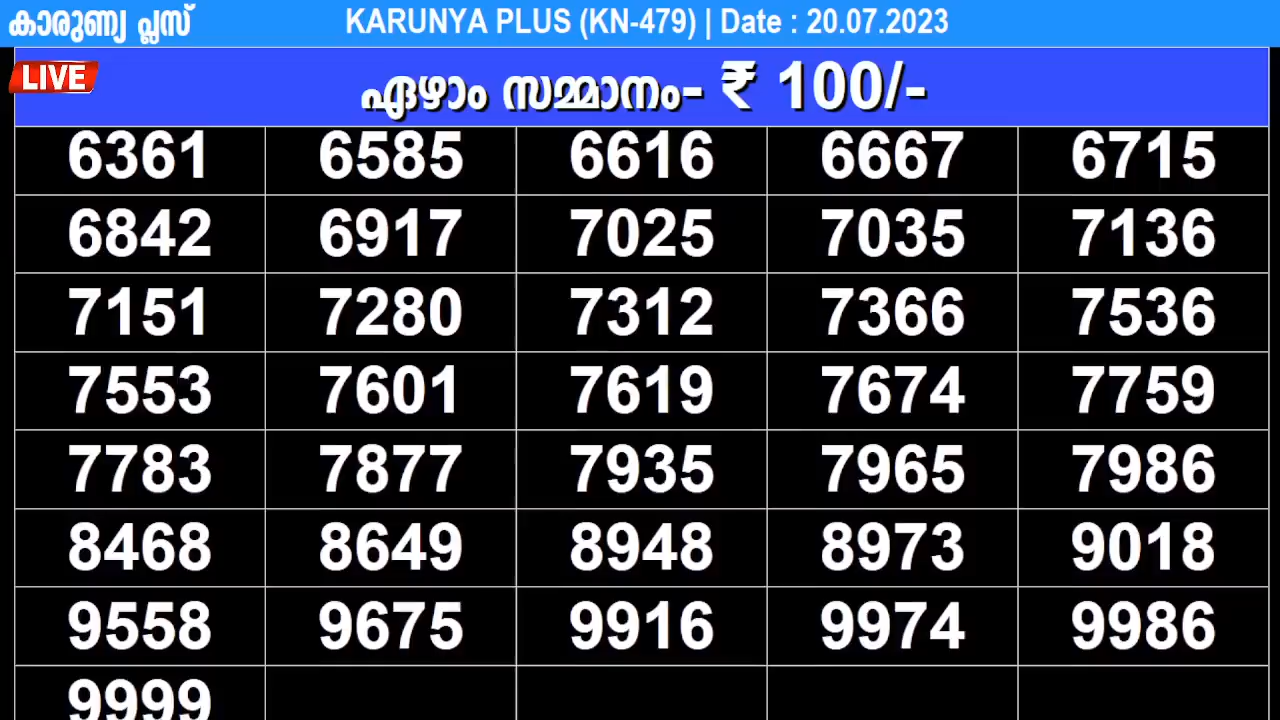 കാരുണ്യ പ്ലസ് KARUNYA PLUS (KN-479) | Date : 20.07.2023
LIVE
ഏഴാം സമ്മാനം- ₹ 100/-
6361 6585 6616 6667 6715
6842 6917 7025 7035 7136
7151 7280 7312 7366 7536
7553 7601 7619 7674 7759
7783 7877 7935 7965 7986
8468 8649 8948 8973 9018
9558 9675 9916 9974 9986
9999